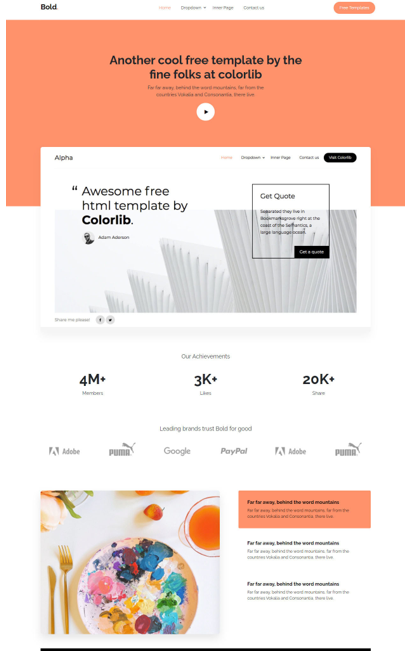 Bold.
Home Dropdown Inner Page Contact us Free Templates
Another cool free template by the
fine folks at colorlib
Far far away, behind the word mountains, far from the
countries Vokalia and Consonantia, there live.
Alpha
Home Dropdown Inner Page Contact us Visit Colorlib
“ Awesome free
html template by
Colorlib.
Adam Aderson
Get Quote
Separated they live in
Bookmarksgrove right at the
coast of the Semantics, a
large language ocean.
Get a quote
Share me please
Our Achievements
4M+ 3K+ 20K+
Members Likes Share
Leading brands trust Bold for good
Adobe PUMA Google PayPal Adobe PUMA
Far far away, behind the word mountains
Far far away, behind the word mountains, far from the
countries Vokalia and Consonantia, there live.
Far far away, behind the word mountains
Far far away, behind the word mountains, far from the
countries Vokalia and Consonantia, there live.
Far far away, behind the word mountains
Far far away, behind the word mountains, far from the
countries Vokalia and Consonantia, there live.